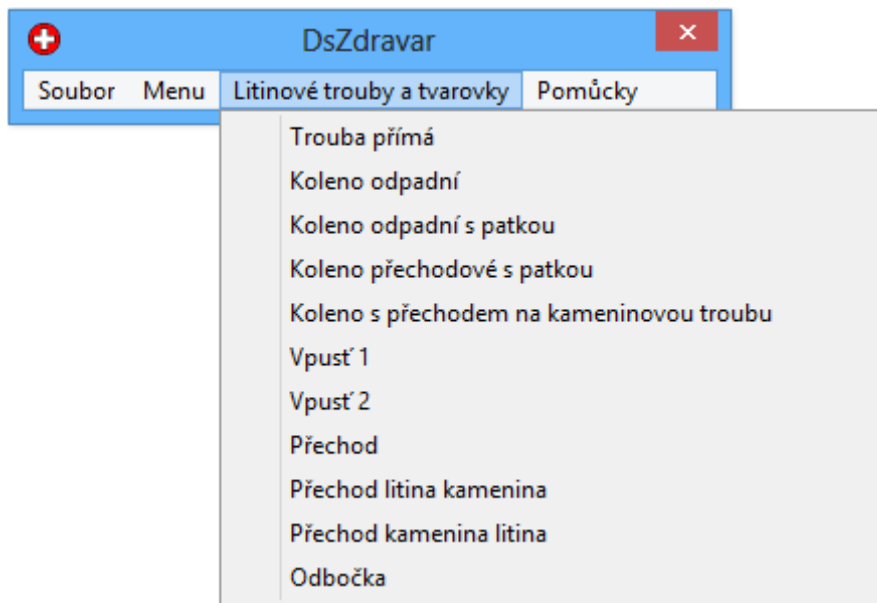 DsZdravar
Soubor Menu Litinové trouby a tvarovky Pomůcky
Trouba přímá
Koleno odpadní
Koleno odpadní s patkou
Koleno přechodové s patkou
Koleno s přechodem na kameninovou troubu
Vpusť 1
Vpusť 2
Přechod
Přechod litina kamenina
Přechod kamenina litina
Odbočka